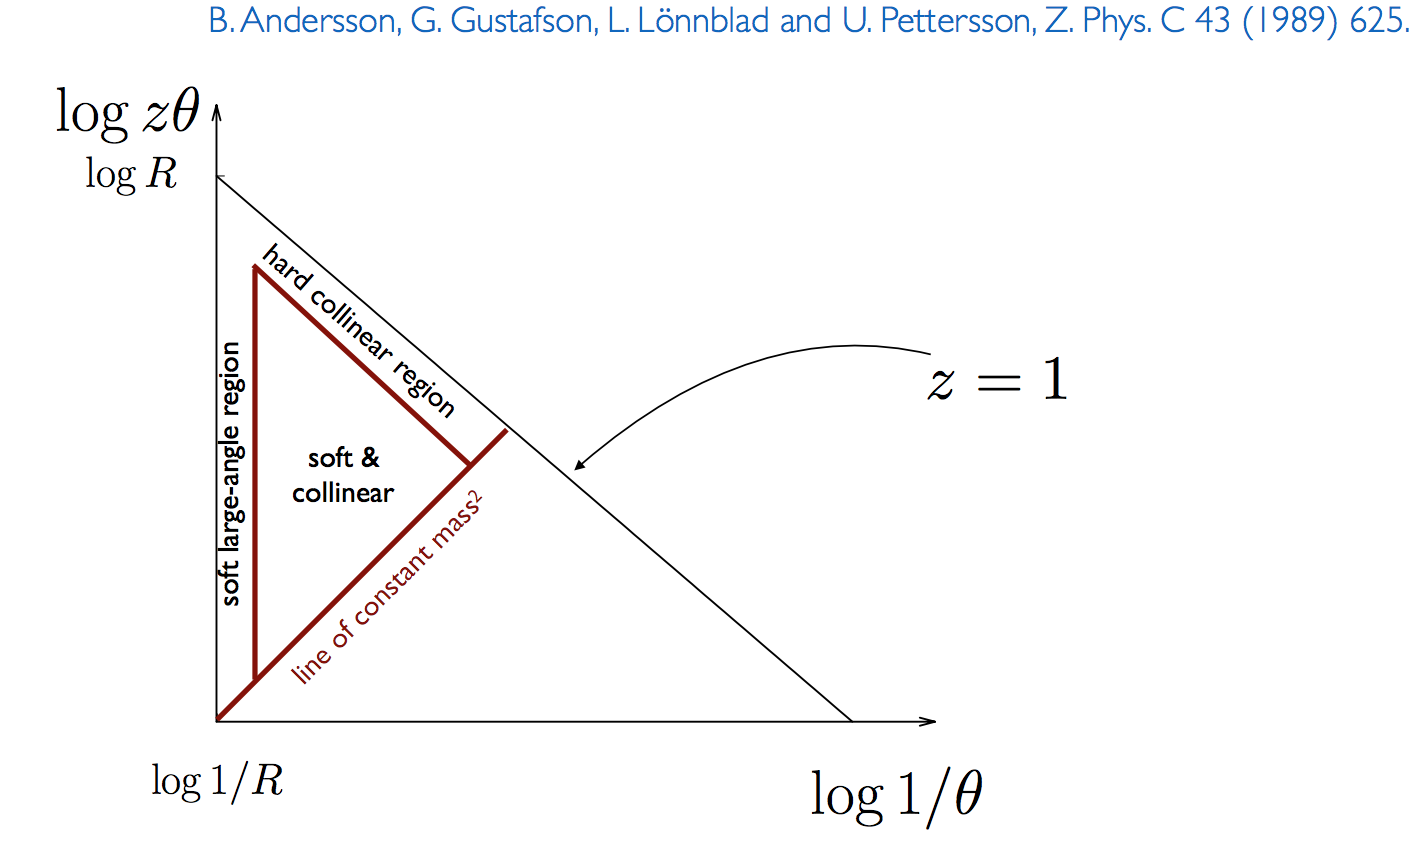 B. Andersson, G. Gustafson, L. Lönnblad and U. Pettersson, Z. Phys. C 43 (1989) 625.
log zθ
log R
hard collinear region
soft large-angle region
z = 1
soft &
collinear
line of constant mass²
log 1/R
log 1/θ